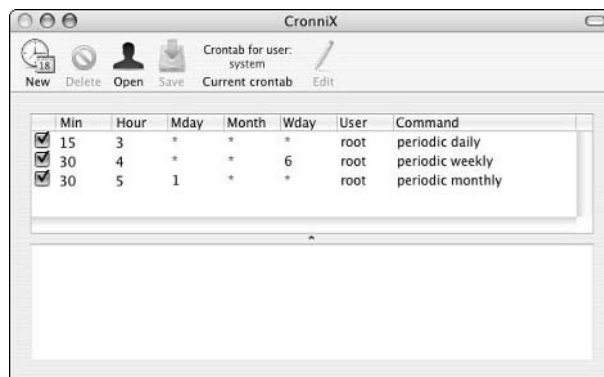 CronniX
Crontab for user:
system
18
New Delete Open Save Current crontab Edit
Min Hour Mday Month Wday User Command
15 3 * * * root periodic daily
30 4 * * 6 root periodic weekly
30 5 1 * * root periodic monthly